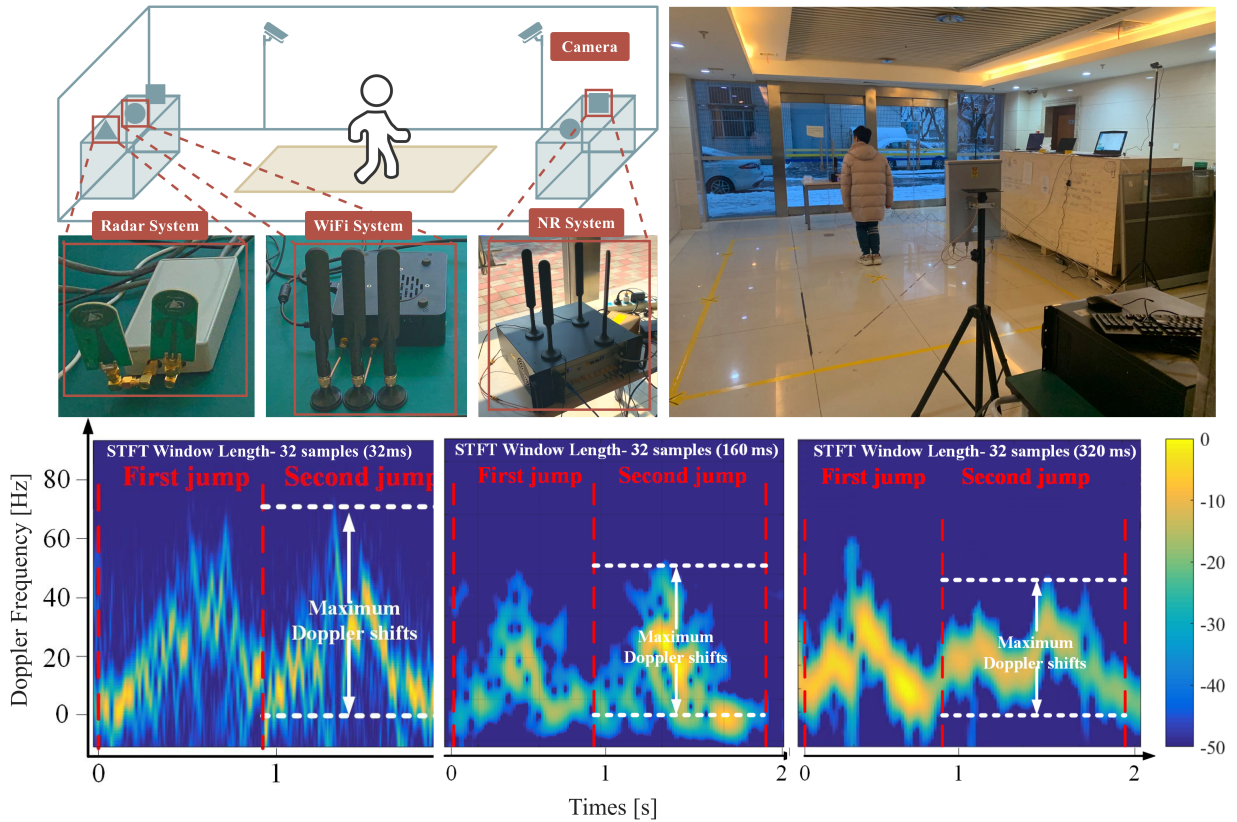 Camera
Radar System
WiFi System
NR System
STFT Window Length- 32 samples (32ms)
First jump
Second jump
Maximum
Doppler shifts
STFT Window Length- 32 samples (160 ms)
First jump
Second jump
Maximum
Doppler shifts
STFT Window Length- 32 samples (320 ms)
First jump
Second jump
Maximum
Doppler shifts
Doppler Frequency [Hz]
80
60
40
20
0
0
1
0
1
2
0
1
2
Times [s]
0
-10
-20
-30
-40
-50